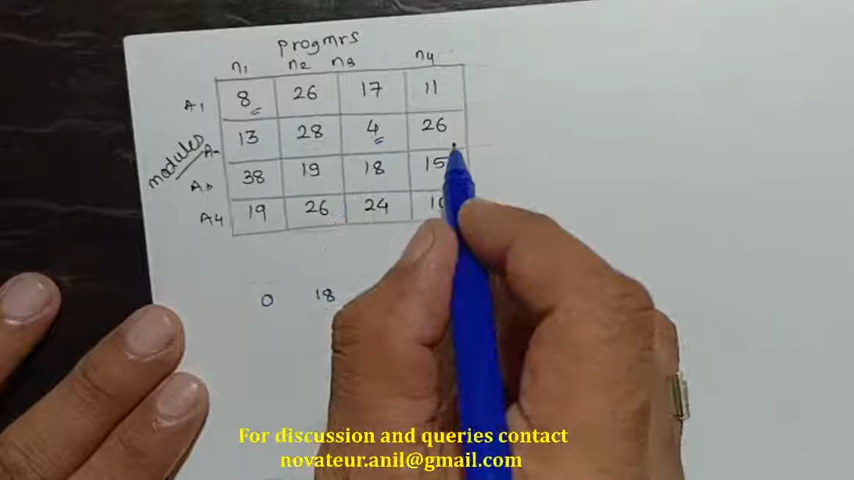 progmrs
n1 n2 n3 n4
A1 8 26 17 11
modules A 13 28 4 26
A3 38 19 18 15
A4 19 26 24
0 18
For discussion and queries contact
novateur.anil@gmail.com